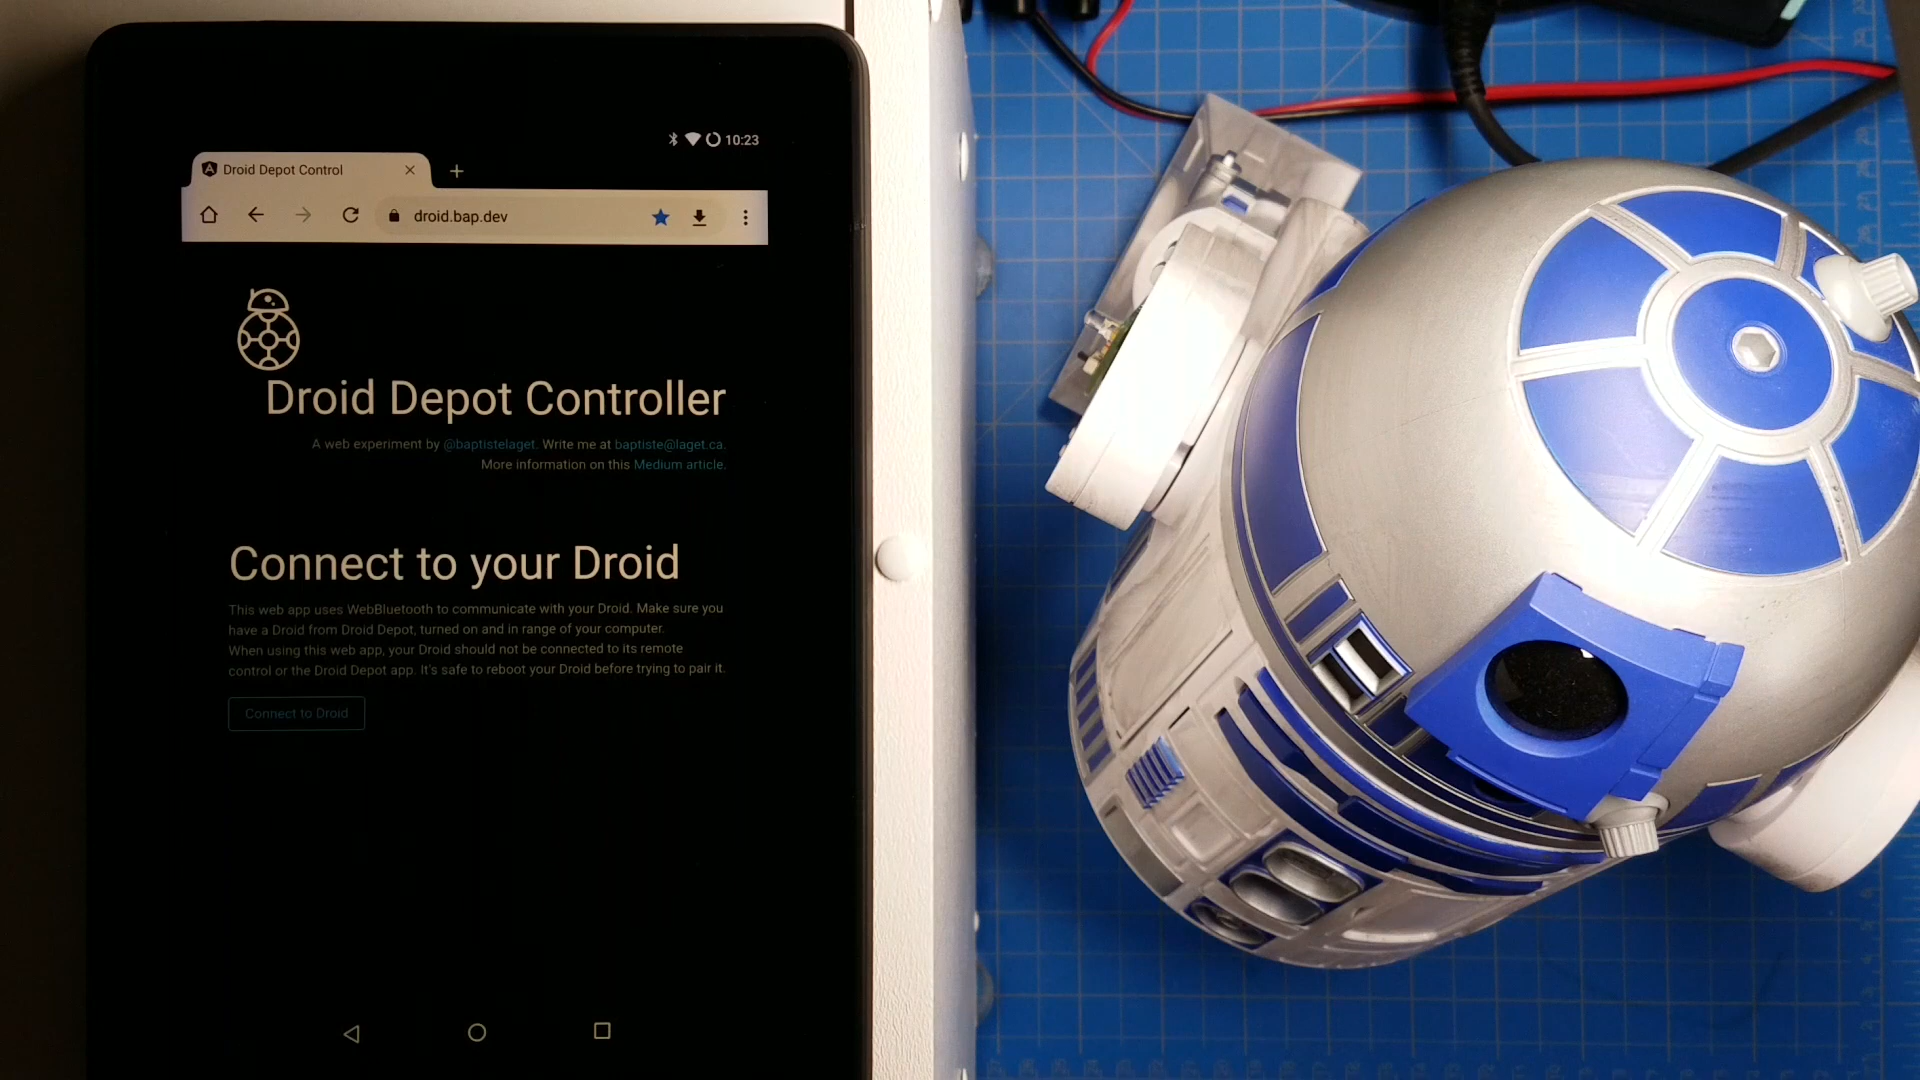 10:23
Droid Depot Control
droid.bap.dev
Droid Depot Controller
A web experiment by @baptistelaget. Write me at baptiste@laget.ca.
More information on this Medium article.
Connect to your Droid
This web app uses WebBluetooth to communicate with your Droid. Make sure you
have a Droid from Droid Depot, turned on and in range of your computer.
When using this web app, your Droid should not be connected to its remote
control or the Droid Depot app. It's safe to reboot your Droid before trying to pair it.
Connect to Droid